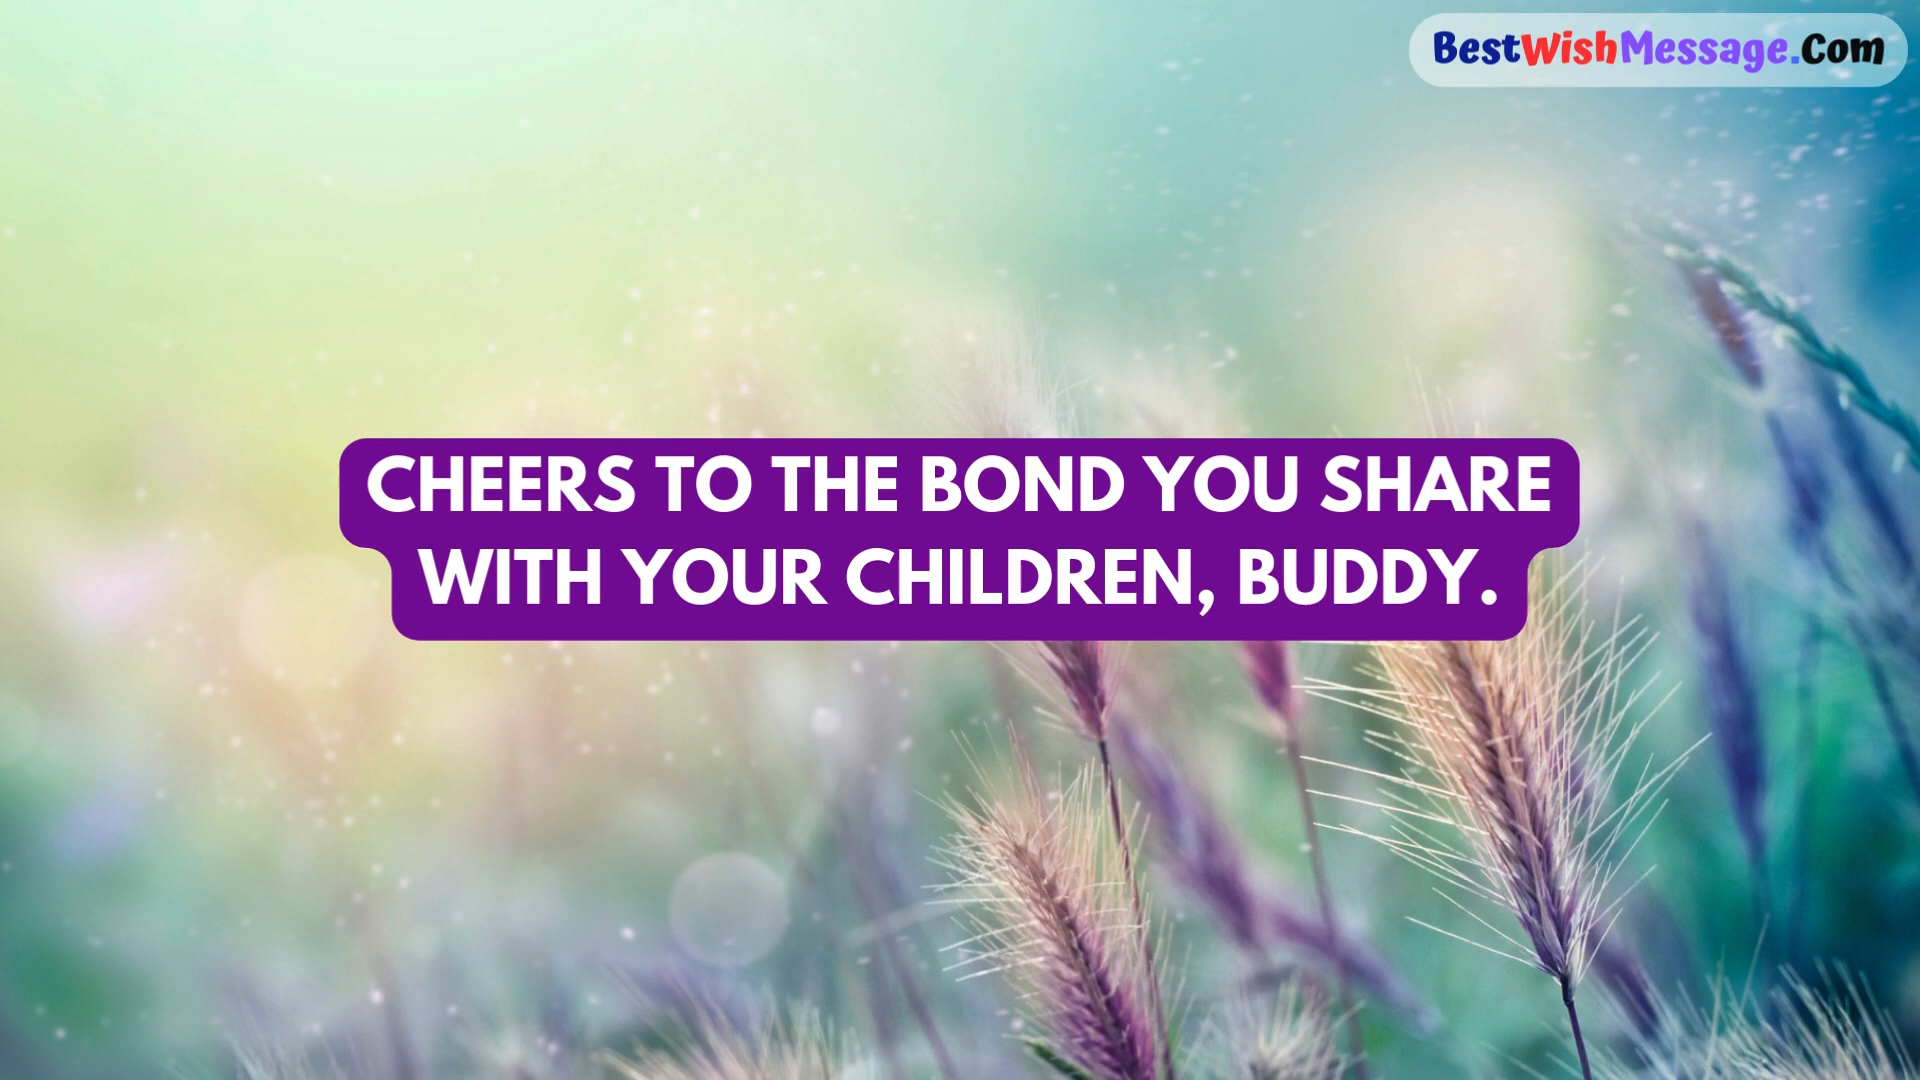 BestWishMessage.Com
CHEERS TO THE BOND YOU SHARE
WITH YOUR CHILDREN, BUDDY.